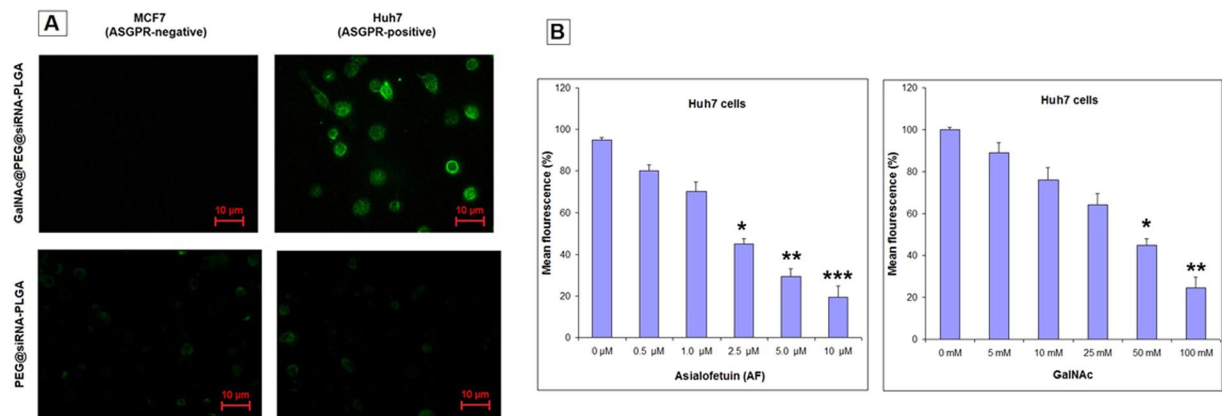 A
MCF7
(ASGPR-negative)
Huh7
(ASGPR-positive)
GalNAc@PEG@siRNA-PLGA
10 µm
10 µm
PEG@siRNA-PLGA
10 µm
10 µm
B
Huh7 cells
Mean flourescence (%)
120
100
80
60
40
20
0
*
**
***
0 µM 0.5 µM 1.0 µM 2.5 µM 5.0 µM 10 µM
Asialofetuin (AF)
Huh7 cells
Mean flourescence (%)
120
100
80
60
40
20
0
*
**
0 mM 5 mM 10 mM 25 mM 50 mM 100 mM
GalNAc